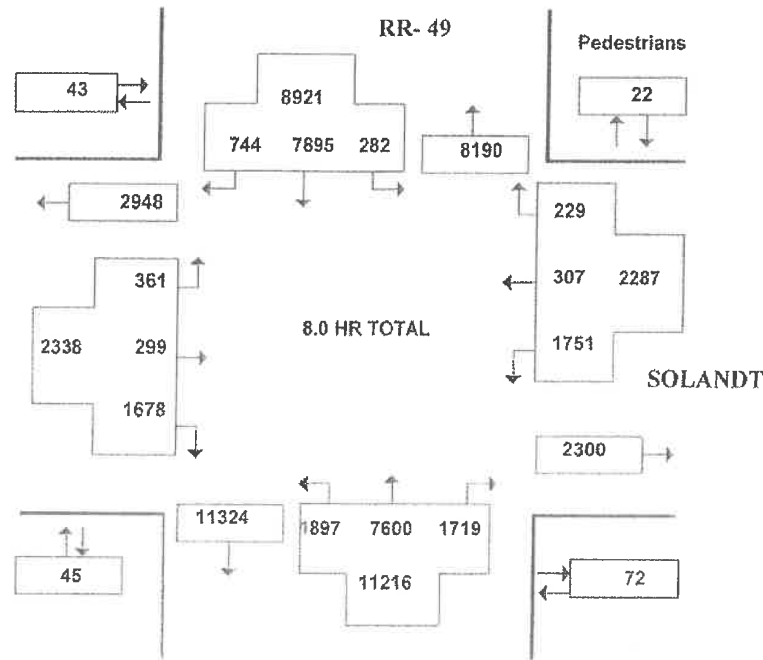 RR- 49
Pedestrians
43
8921
22
744 7895 282
8190
2948
229
361
307 2287
8.0 HR TOTAL
2338 299
1751
SOLANDT
1678
2300
11324
1897 7600 1719
45
11216
72